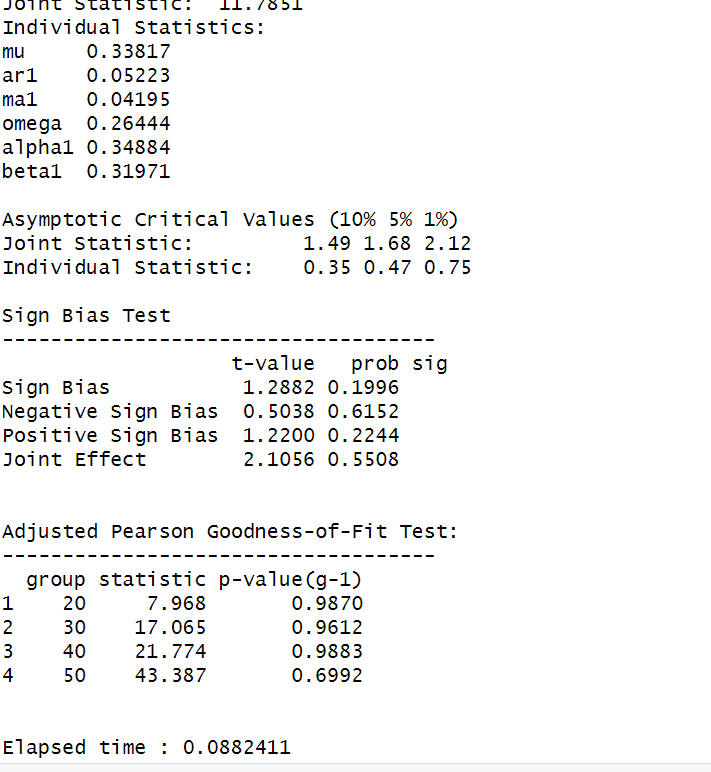 Joint Statistic:  11.7851
Individual Statistics:
mu     0.33817
ar1    0.05223
ma1    0.04195
omega  0.26444
alpha1 0.34884
beta1  0.31971
Asymptotic Critical Values (10% 5% 1%)
Joint Statistic:         1.49 1.68 2.12
Individual Statistic:    0.35 0.47 0.75
Sign Bias Test
------------------------------------
                   t-value   prob sig
Sign Bias           1.2882 0.1996
Negative Sign Bias  0.5038 0.6152
Positive Sign Bias  1.2200 0.2244
Joint Effect        2.1056 0.5508
Adjusted Pearson Goodness-of-Fit Test:
------------------------------------
  group statistic p-value(g-1)
1    20     7.968       0.9870
2    30    17.065       0.9612
3    40    21.774       0.9883
4    50    43.387       0.6992
Elapsed time : 0.0882411